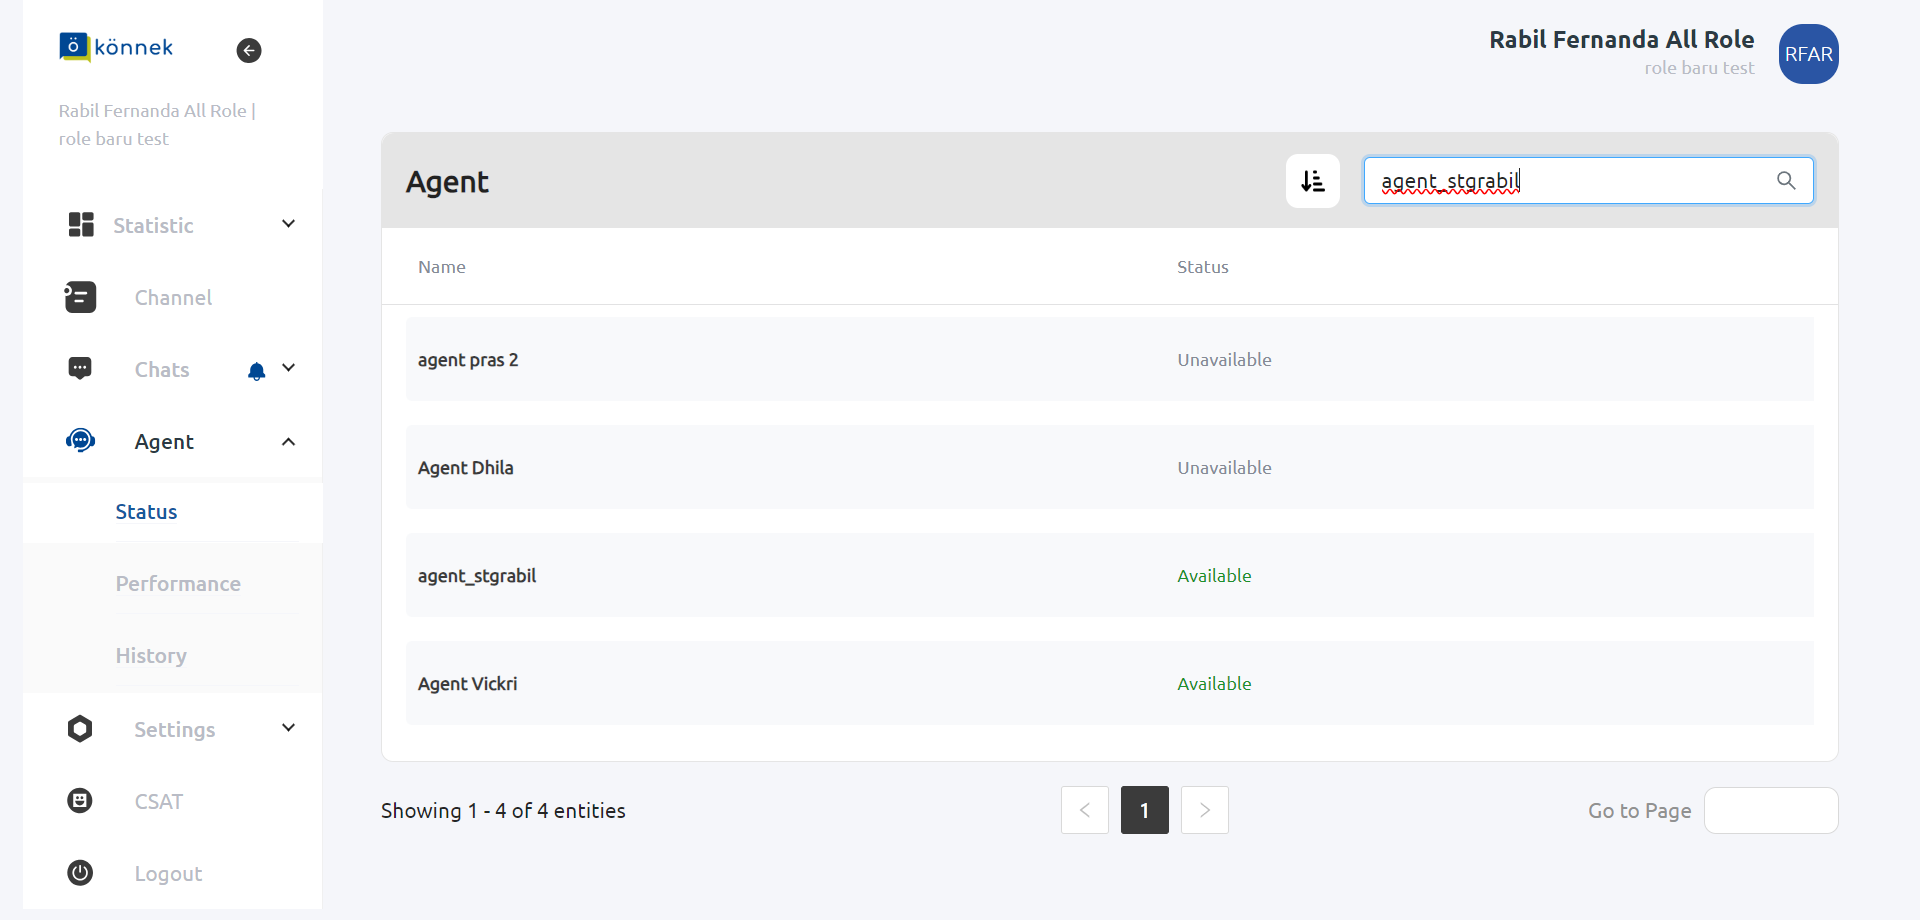 könnek
Rabil Fernanda All Role |
role baru test
Statistic
Channel
Chats
Agent
Status
Performance
History
Settings
CSAT
Logout
Rabil Fernanda All Role
role baru test
RFAR
Agent
agent_stgrabil
Name Status
agent pras 2 Unavailable
Agent Dhila Unavailable
agent_stgrabil Available
Agent Vickri Available
Showing 1 - 4 of 4 entities
< 1 >
Go to Page